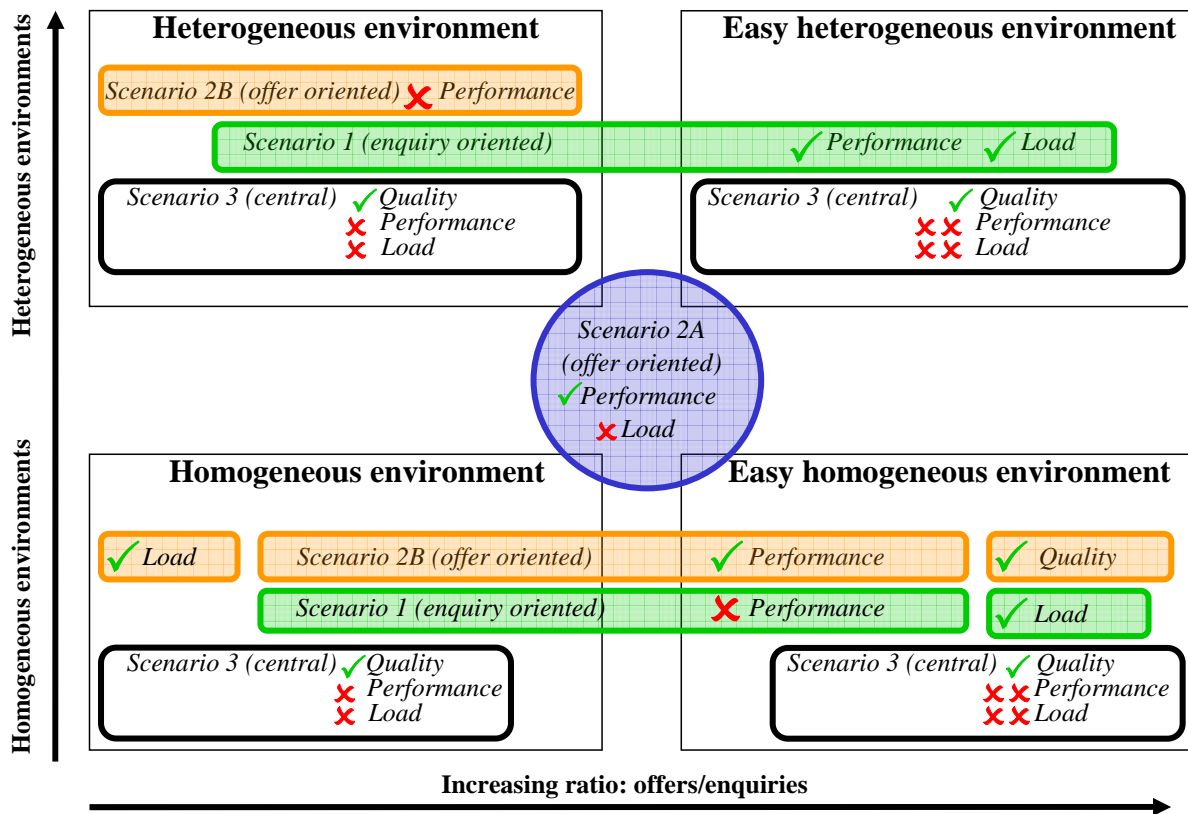 Heterogeneous environments
Heterogeneous environment
Scenario 2B (offer oriented) Performance
Easy heterogeneous environment
Scenario 1 (enquiry oriented) Performance Load
Scenario 3 (central) Quality
Performance
Load
Scenario 3 (central) Quality
Performance
Load
Scenario 2A
(offer oriented)
Performance
Load
Homogeneous environments
Homogeneous environment
Easy homogeneous environment
Load Scenario 2B (offer oriented) Performance Quality
Scenario 1 (enquiry oriented) Performance Load
Scenario 3 (central) Quality
Performance
Load
Scenario 3 (central) Quality
Performance
Load
Increasing ratio: offers/enquiries